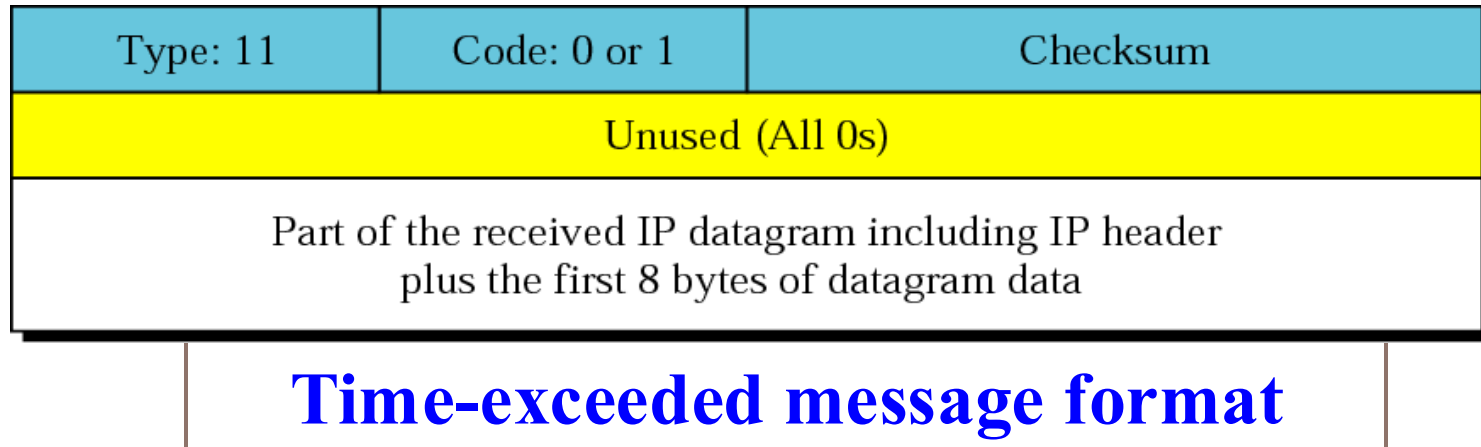 Type: 11 Code: 0 or 1 Checksum
Unused (All 0s)
Part of the received IP datagram including IP header
plus the first 8 bytes of datagram data
Time-exceeded message format